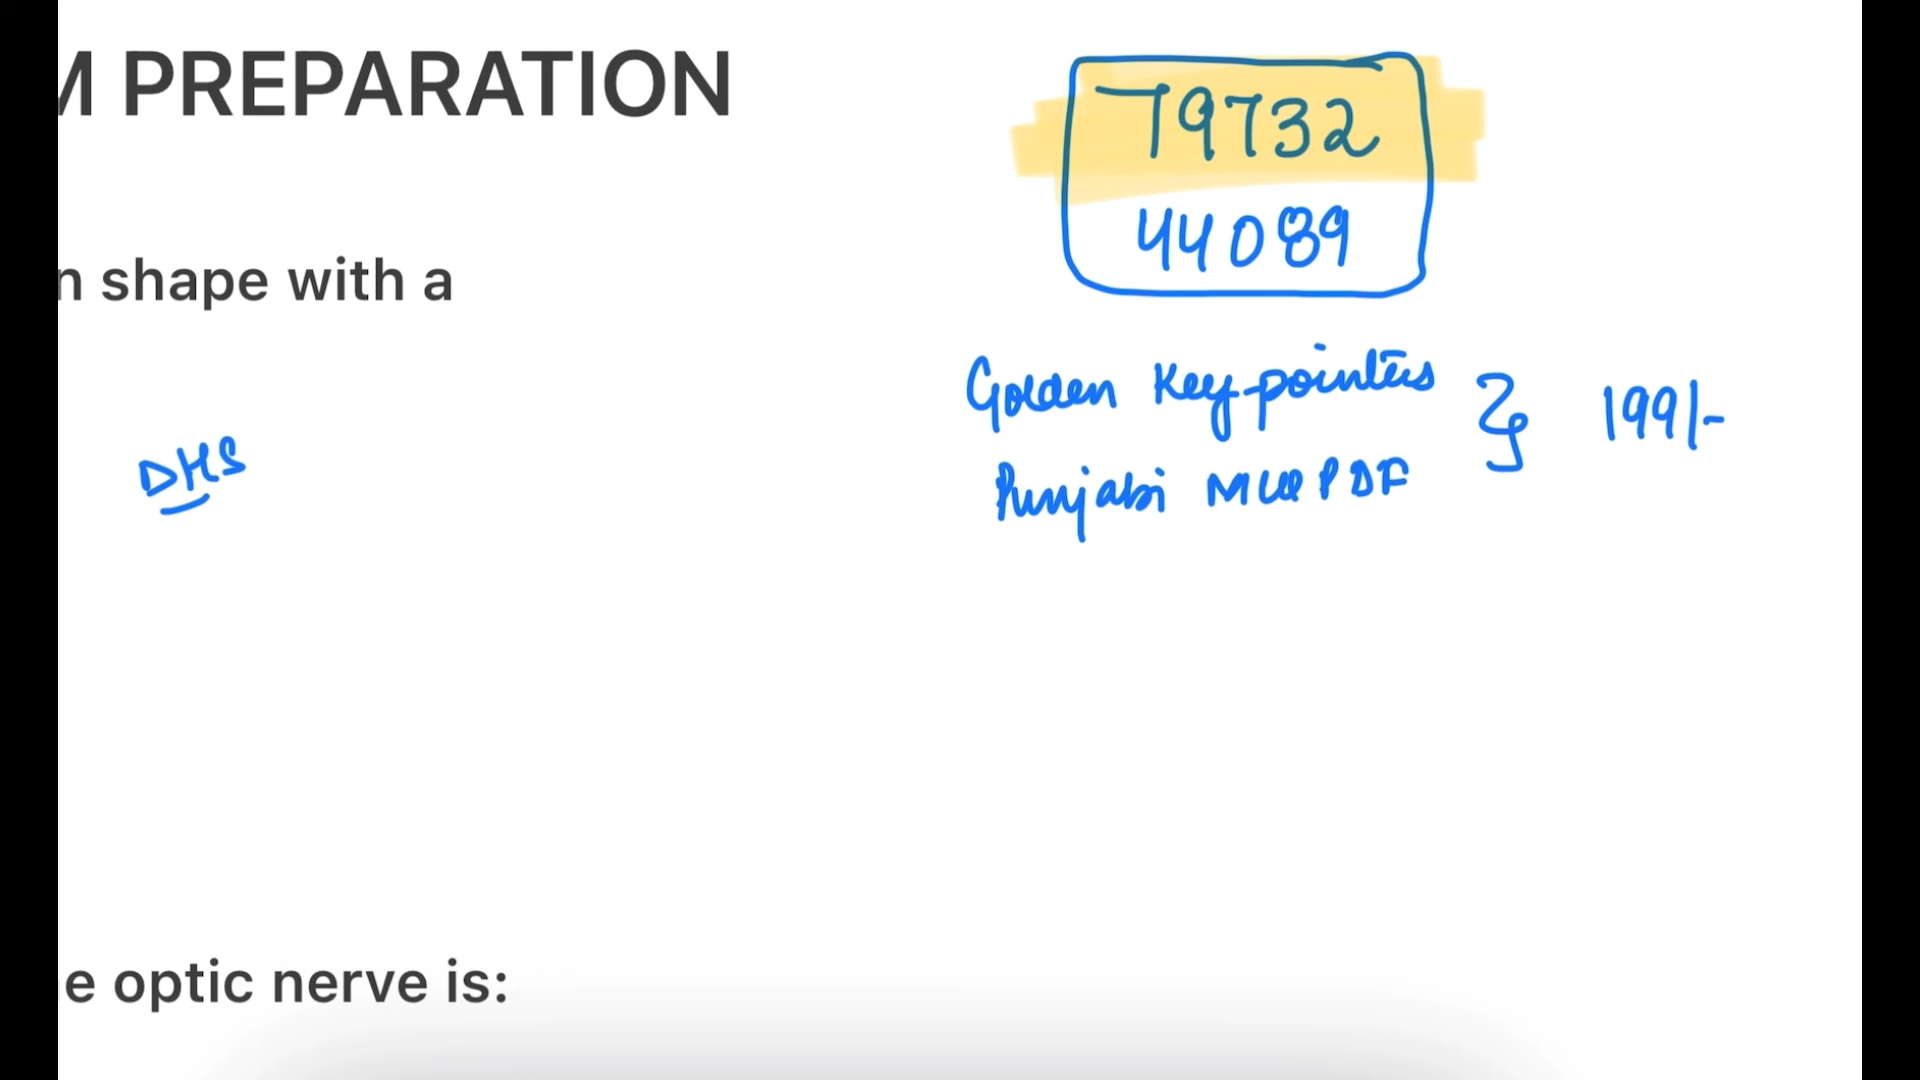 M PREPARATION
79732
44089
n shape with a
Golden Key pointers
199/-
Punjabi MCQ PDF
DHS
e optic nerve is: